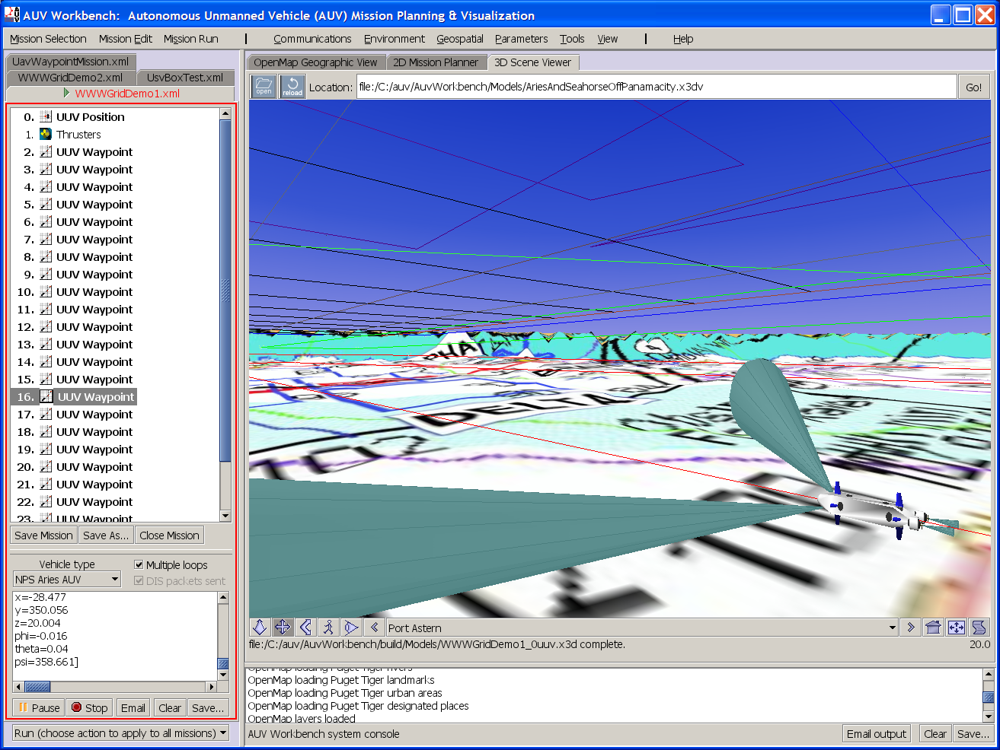 AUV Workbench: Autonomous Unmanned Vehicle (AUV) Mission Planning & Visualization
Mission Selection Mission Edit Mission Run | Communications Environment Geospatial Parameters Tools View | Help
UavWaypointMission.xml
WWWGridDemo2.xml UsvBoxTest.xml
WWWGridDemo1.xml
OpenMap Geographic View 2D Mission Planner 3D Scene Viewer
open reload Location: file:/C:/auv/AuvWorkbench/Models/AriesAndSeahorseOffPanamacity.x3dv Go!
0. UUV Position
1. Thrusters
2. UUV Waypoint
3. UUV Waypoint
4. UUV Waypoint
5. UUV Waypoint
6. UUV Waypoint
7. UUV Waypoint
8. UUV Waypoint
9. UUV Waypoint
10. UUV Waypoint
11. UUV Waypoint
12. UUV Waypoint
13. UUV Waypoint
14. UUV Waypoint
15. UUV Waypoint
16. UUV Waypoint
17. UUV Waypoint
18. UUV Waypoint
19. UUV Waypoint
20. UUV Waypoint
21. UUV Waypoint
22. UUV Waypoint
23. UUV Waypoint
Save Mission Save As... Close Mission
Vehicle type
NPS Aries AUV
Multiple loops
DIS packets sent
x=-28.477
y=350.056
z=20.004
phi=-0.016
theta=0.04
psi=358.661]
Pause Stop Email Clear Save...
Run (choose action to apply to all missions)
DELTA
Port Astern
file:/C:/auv/AuvWorkbench/build/Models/WWWGridDemo1_0uuv.x3d complete. 20.0
OpenMap loading Puget Tiger rivers
OpenMap loading Puget Tiger landmarks
OpenMap loading Puget Tiger urban areas
OpenMap loading Puget Tiger designated places
OpenMap layers loaded
AUV Workbench system console Email output Clear Save...